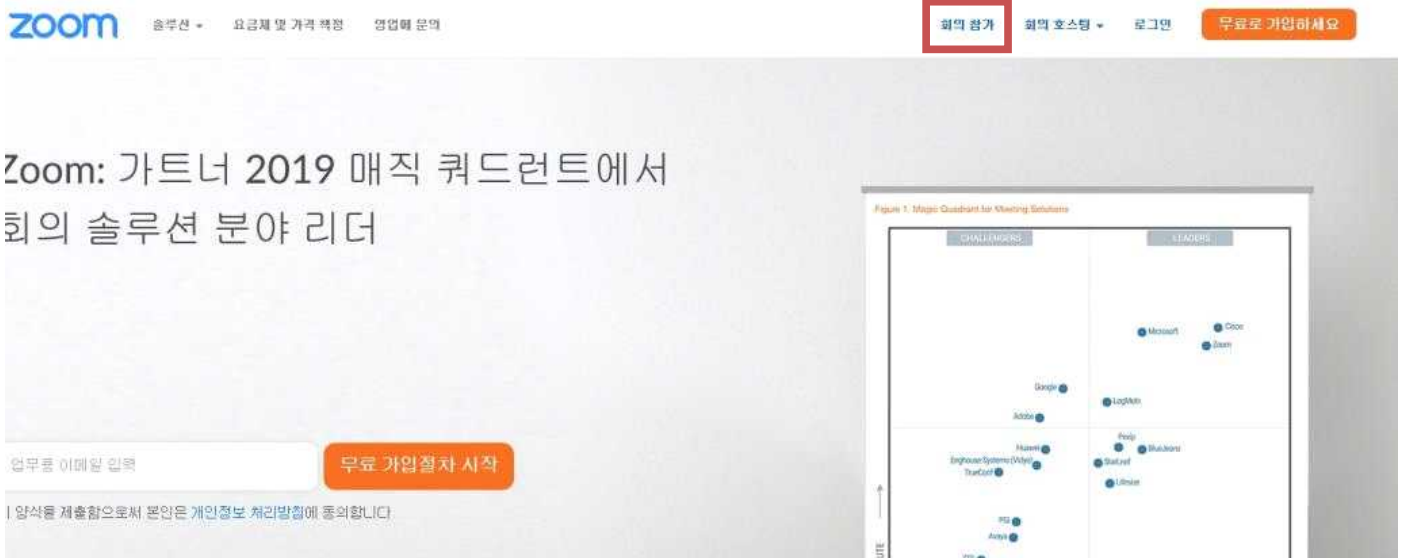 zoom
솔루션
요금제 및 가격 책정
영업에 문의
회의 참가
회의 호스팅
로그인
무료로 가입하세요
Zoom: 가트너 2019 매직 쿼드런트에서
회의 솔루션 분야 리더
업무용 이메일 입력
무료 가입절차 시작
양식을 제출함으로써 본인은 개인정보 처리방침에 동의합니다
Figure 1. Magic Quadrant for Meeting Solutions
CHALLENGERS
LEADERS
Microsoft
Cisco
Zoom
Google
LogMeIn
Adobe
Huawei
Pexip
BlueJeans
Enghouse Systems (Vidyo)
StarLeaf
TrueConf
Lifesize
PGi
Avaya